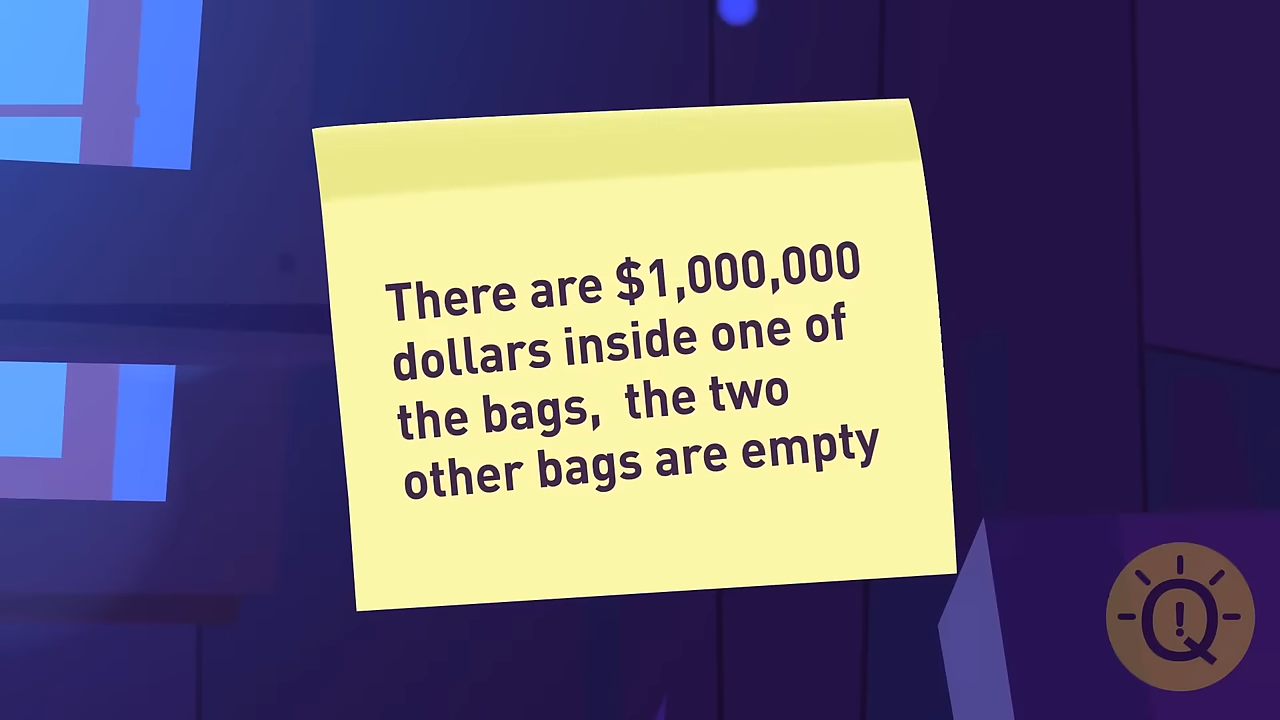 There are $1,000,000
dollars inside one of
the bags,  the two
other bags are empty
Q!